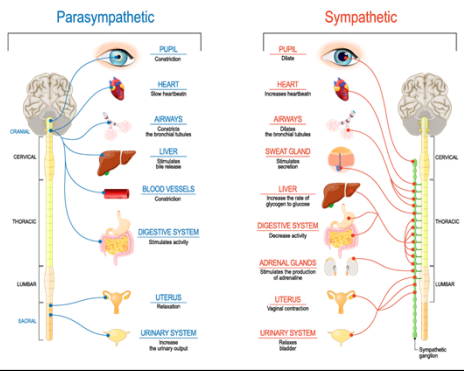 Parasympathetic
PUPIL
Constriction
HEART
Slow heartbeatn
AIRWAYS
Constricts
the bronchial tubules
LIVER
Stimulates
bile release
BLOOD VESSELS
Constriction
DIGESTIVE SYSTEM
Stimulates activity
UTERUS
Relaxation
URINARY SYSTEM
Increase
the urinary output
CRANIAL
CERVICAL
THORACIC
LUMBAR
SACRAL
Sympathetic
PUPIL
Dilate
HEART
Increases heartbeatn
AIRWAYS
Dilates
the bronchial tubules
SWEAT GLAND
Stimulates
secretion
LIVER
Increase the rate of
glycogen to glucose
DIGESTIVE SYSTEM
Decrease activity
ADRENAL GLANDS
Stimulates the production
of adrenaline
UTERUS
Vaginal contraction
URINARY SYSTEM
Relaxes
bladder
CERVICAL
THORACIC
LUMBAR
Sympathetic
ganglion